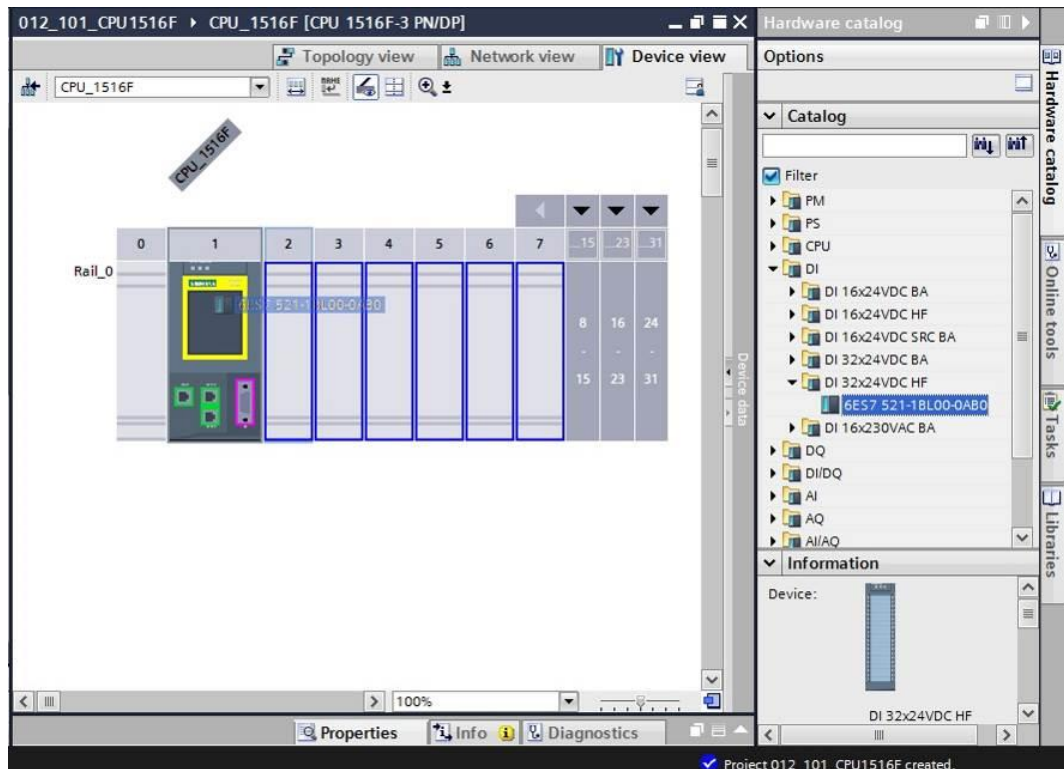 012_101_CPU1516F ▸ CPU_1516F [CPU 1516F-3 PN/DP]
Topology view
Network view
Device view
CPU_1516F
CPU_1516F
0 1 2 3 4 5 6 7 ...15 ...23 ...31
Rail_0
6ES7 521-1BL00-0AB0
8 16 24
- - -
15 23 31
Device data
100%
Properties
Info
Diagnostics
Hardware catalog
Options
Catalog
Filter
PM
PS
CPU
DI
DI 16x24VDC BA
DI 16x24VDC HF
DI 16x24VDC SRC BA
DI 32x24VDC BA
DI 32x24VDC HF
6ES7 521-1BL00-0AB0
DI 16x230VAC BA
DQ
DI/DQ
AI
AQ
AI/AQ
Information
Device:
DI 32x24VDC HF
Hardware catalog
Online tools
Tasks
Libraries
Project 012_101_CPU1516F created.